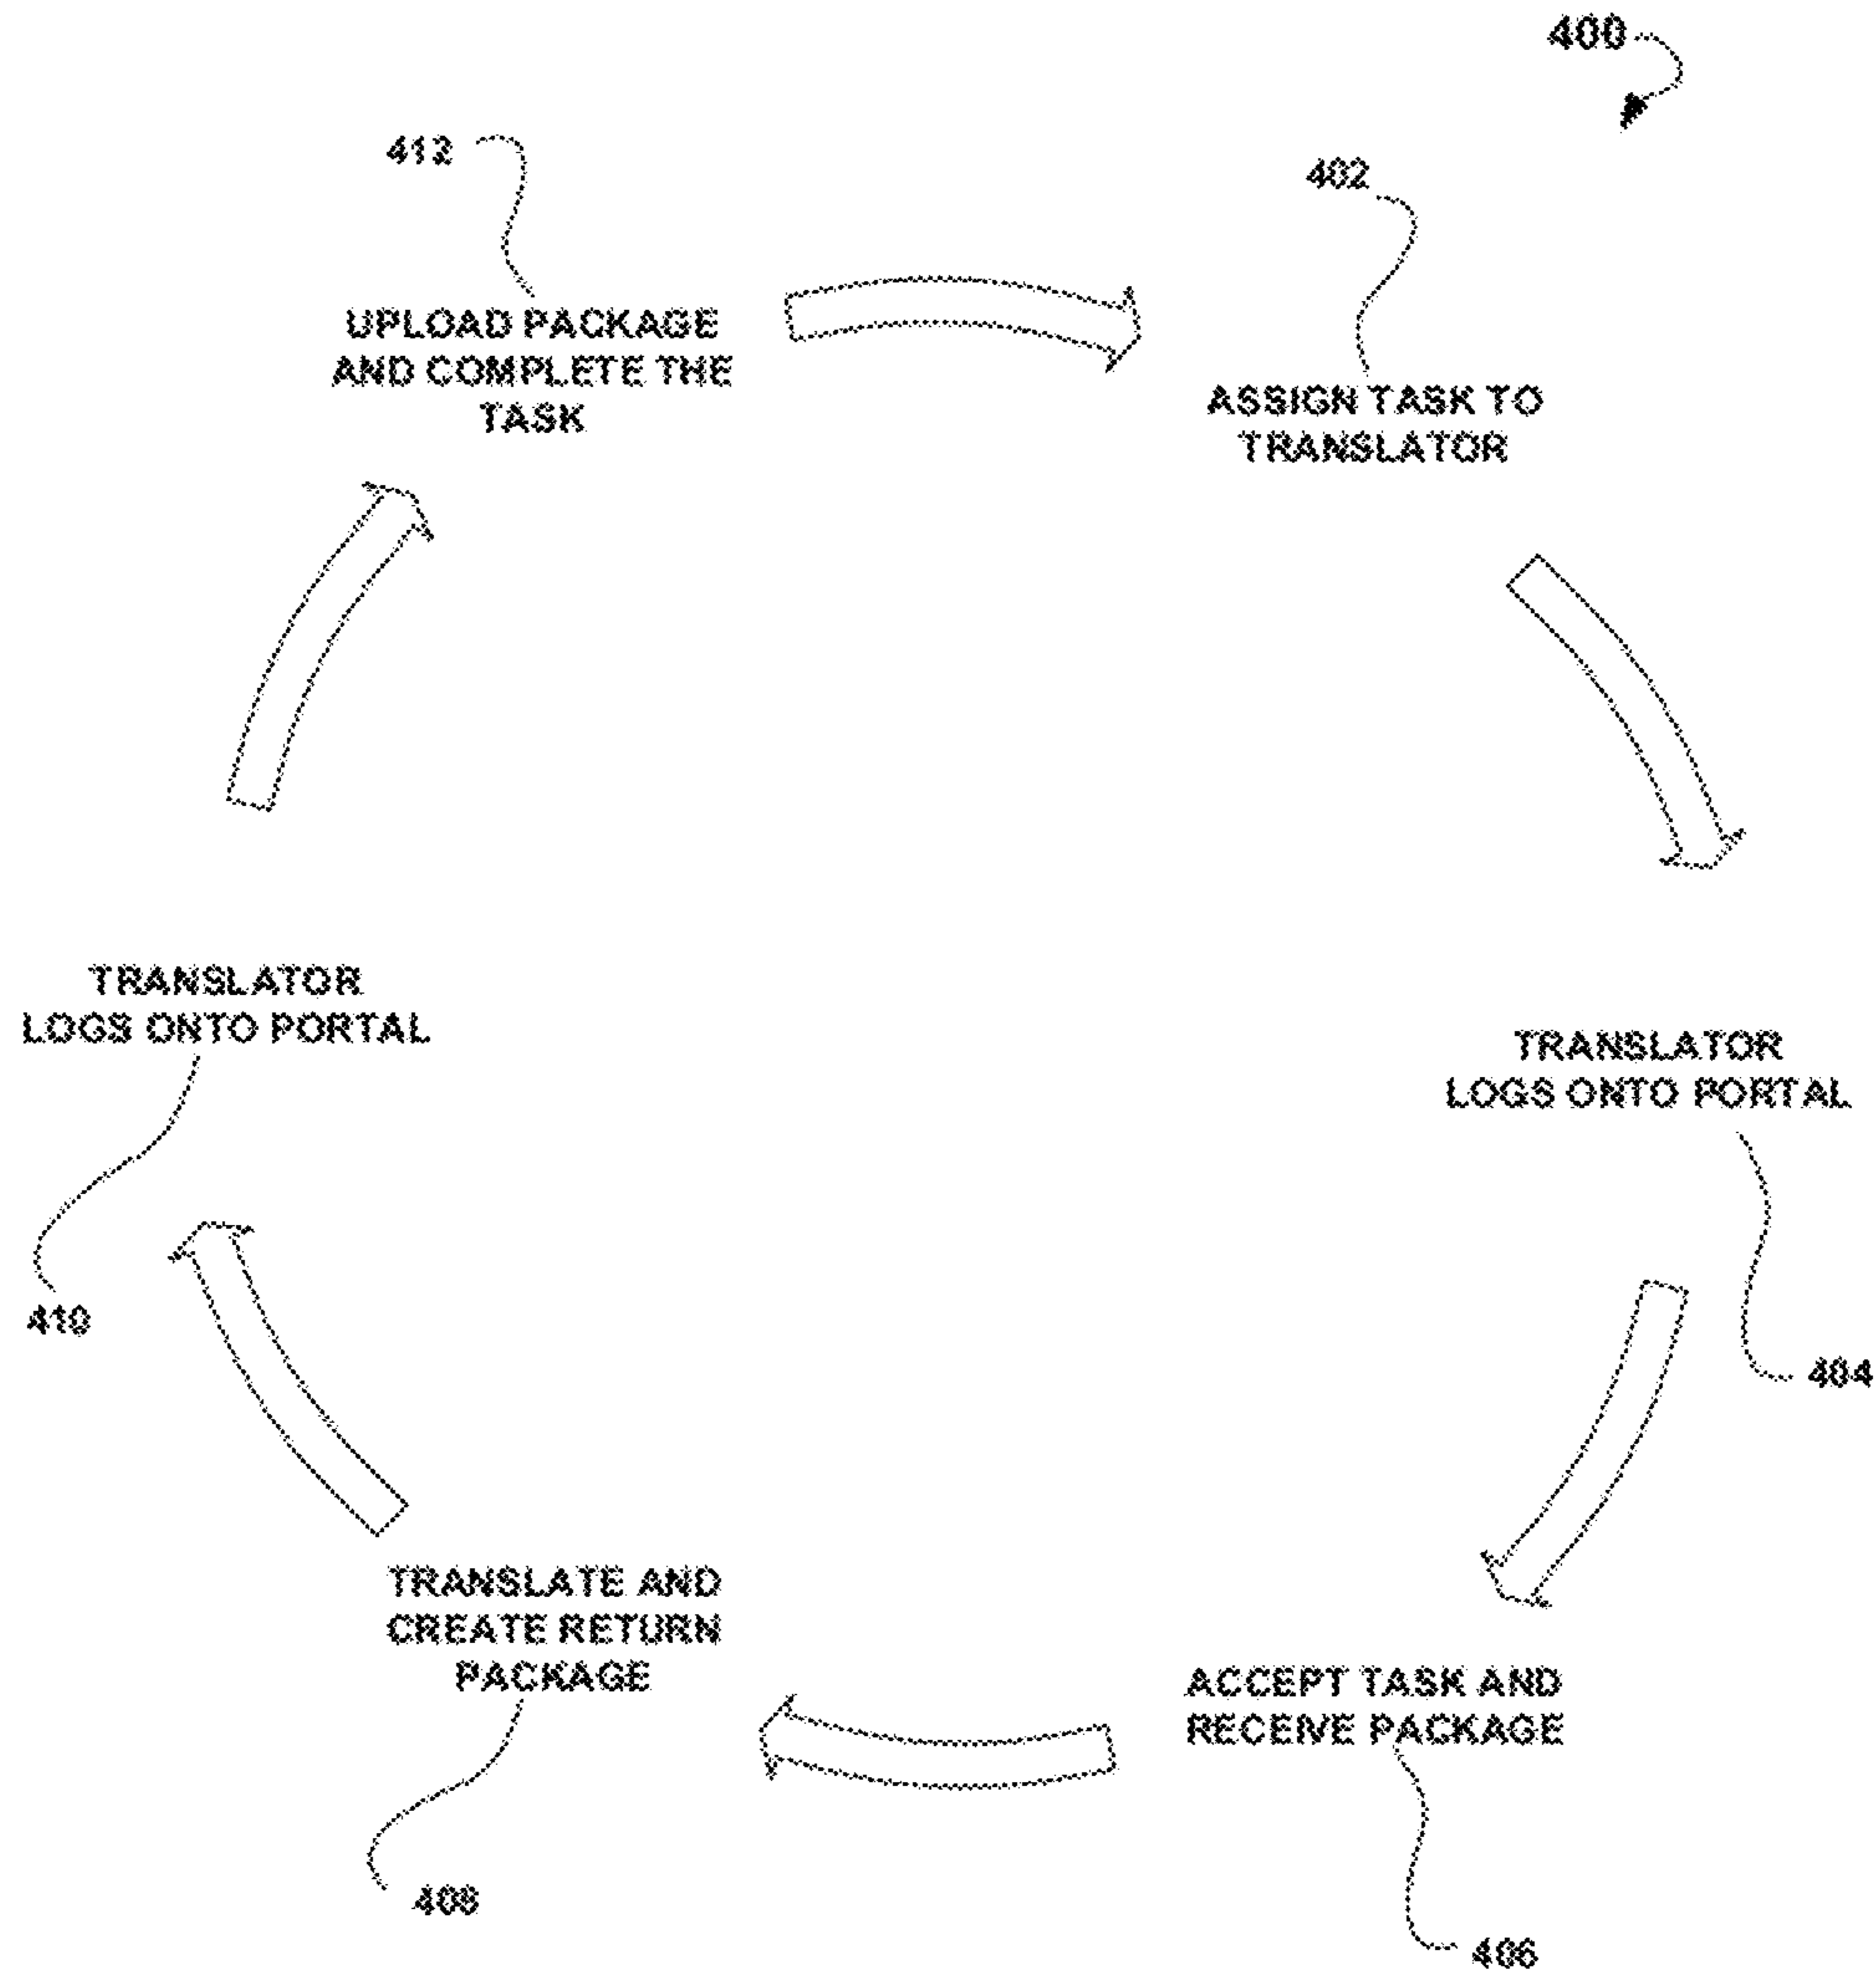 400
412
402
UPLOAD PACKAGE
AND COMPLETE THE
TASK
ASSIGN TASK TO
TRANSLATOR
TRANSLATOR
LOGS ONTO PORTAL
TRANSLATOR
LOGS ONTO PORTAL
410
404
TRANSLATE AND
CREATE RETURN
PACKAGE
ACCEPT TASK AND
RECEIVE PACKAGE
408
406